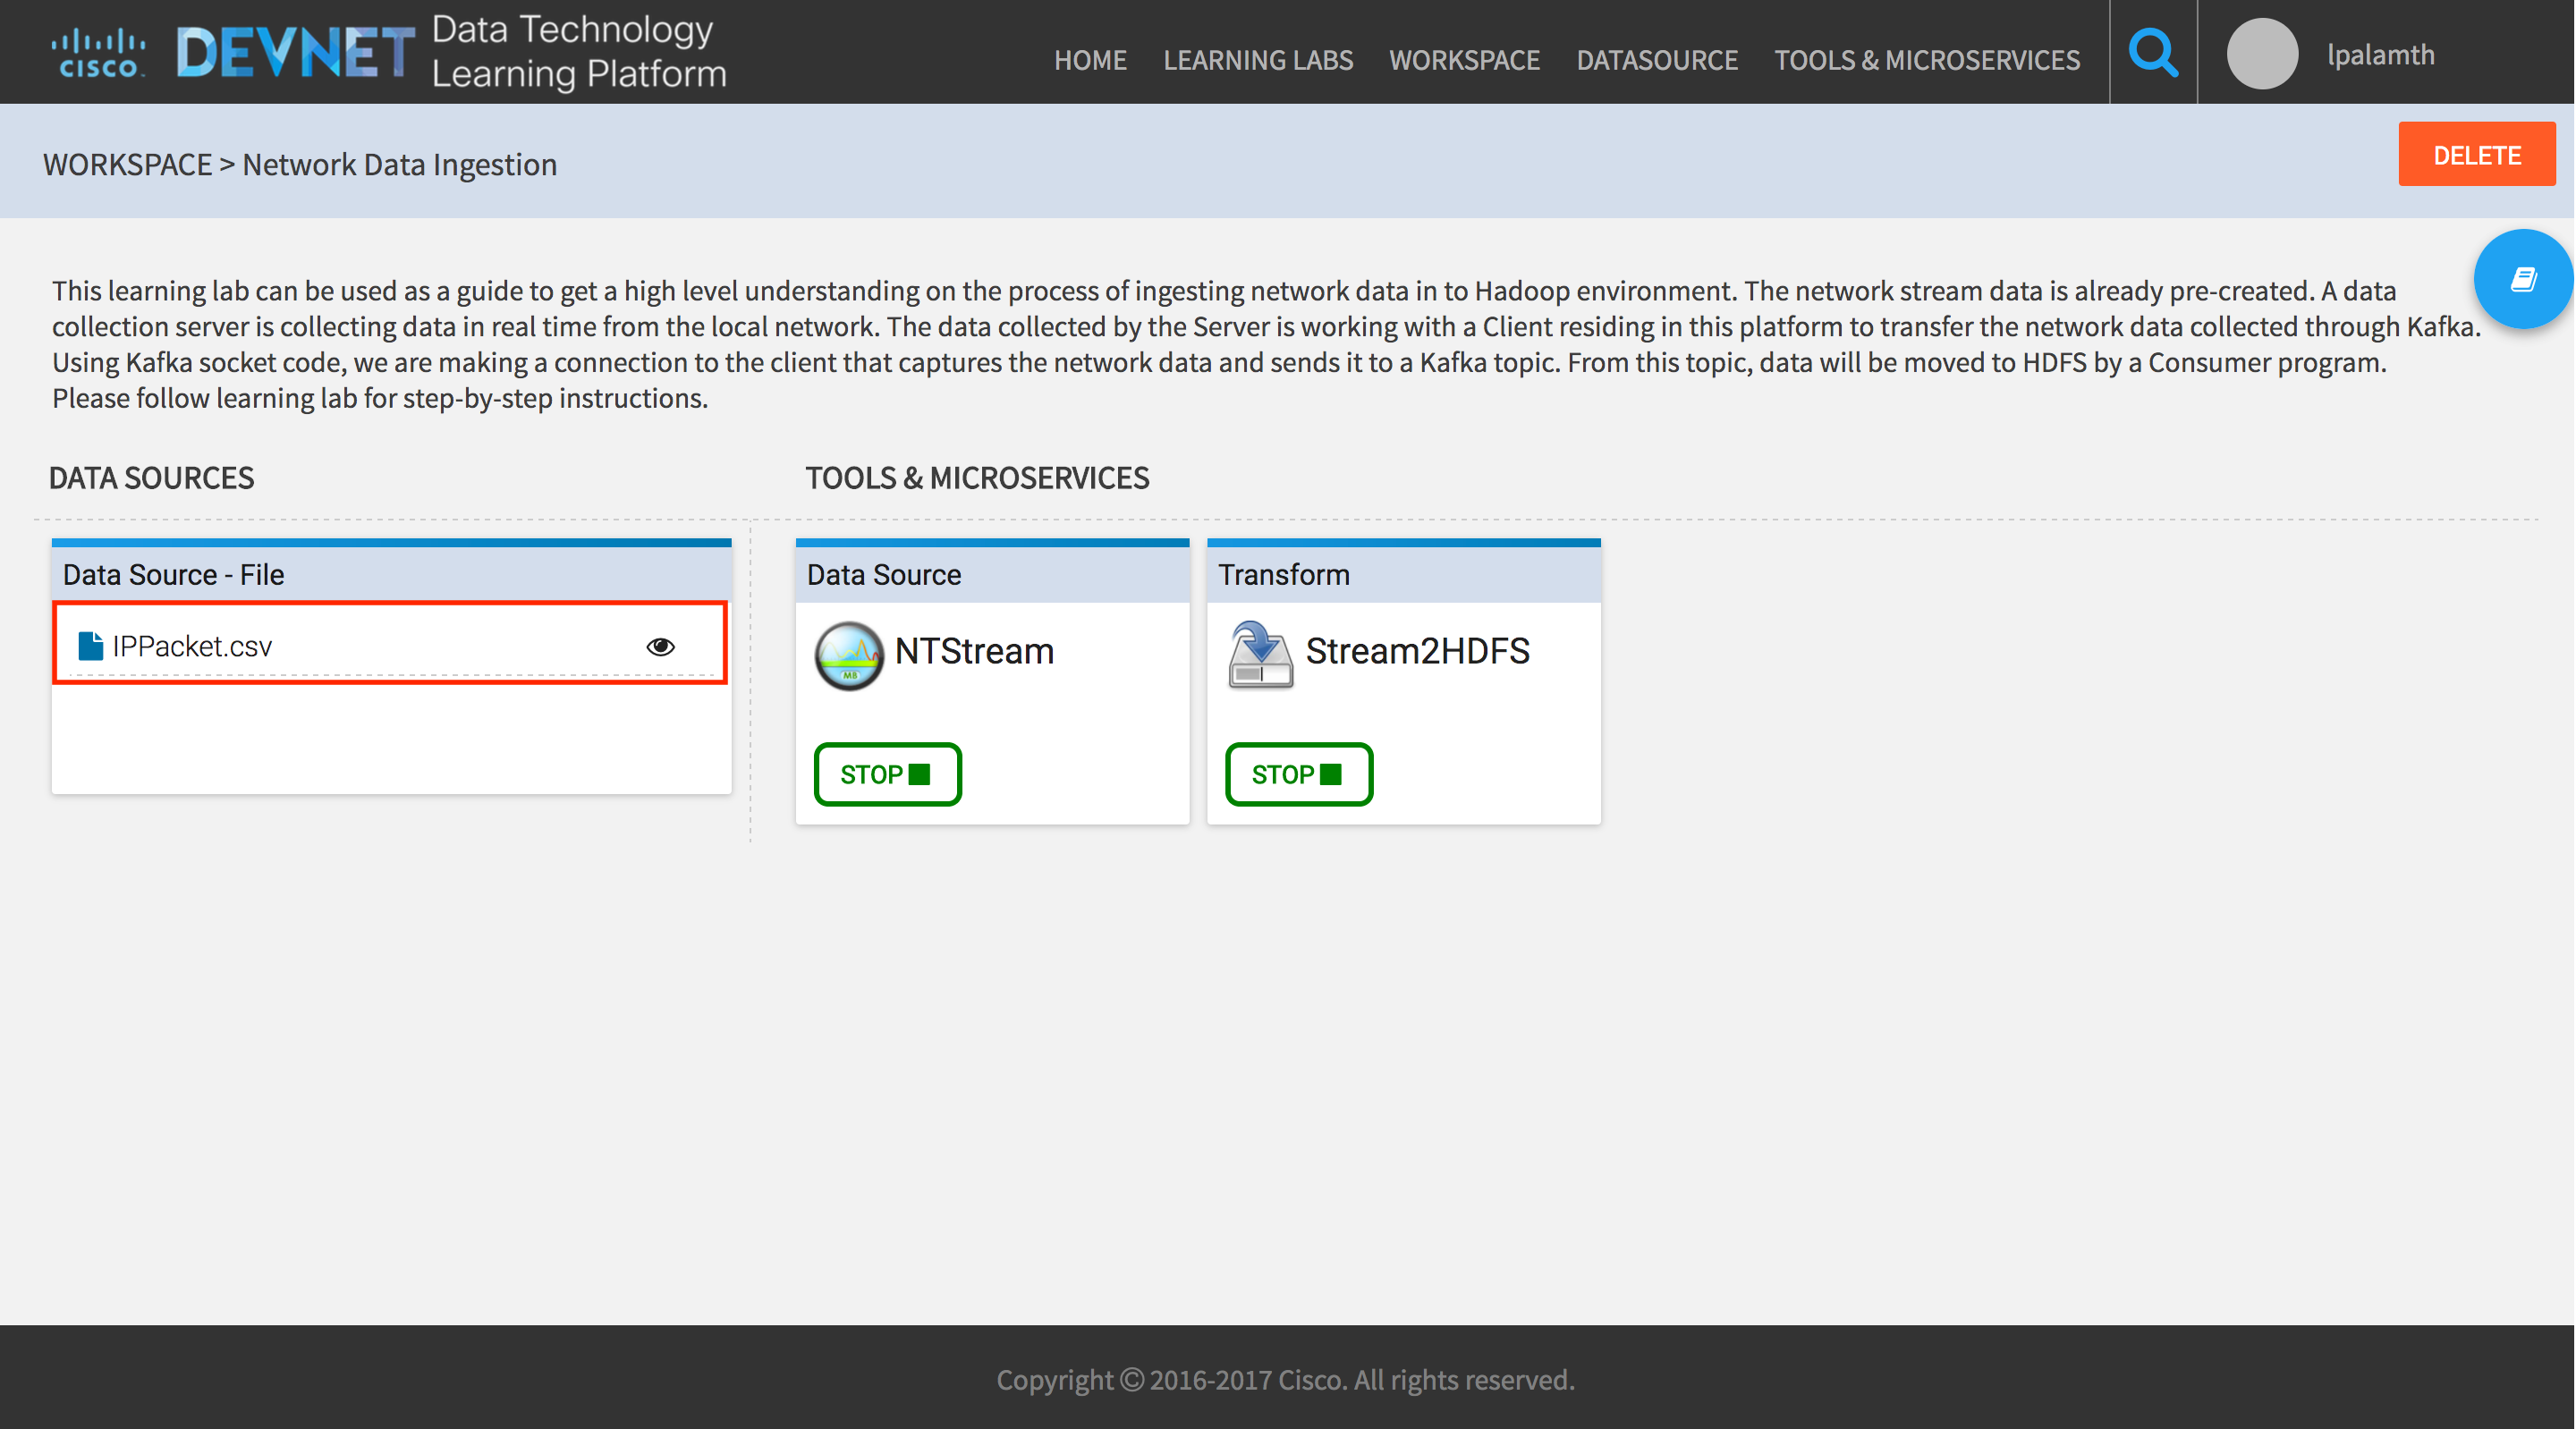 CISCO
DEVNET
Data Technology
Learning Platform
HOME LEARNING LABS WORKSPACE DATASOURCE TOOLS & MICROSERVICES
lpalamth
WORKSPACE > Network Data Ingestion
DELETE
This learning lab can be used as a guide to get a high level understanding on the process of ingesting network data in to Hadoop environment. The network stream data is already pre-created. A data
collection server is collecting data in real time from the local network. The data collected by the Server is working with a Client residing in this platform to transfer the network data collected through Kafka.
Using Kafka socket code, we are making a connection to the client that captures the network data and sends it to a Kafka topic. From this topic, data will be moved to HDFS by a Consumer program.
Please follow learning lab for step-by-step instructions.
DATA SOURCES
TOOLS & MICROSERVICES
Data Source - File
IPPacket.csv
Data Source
MB
NTStream
STOP
Transform
Stream2HDFS
STOP
Copyright © 2016-2017 Cisco. All rights reserved.